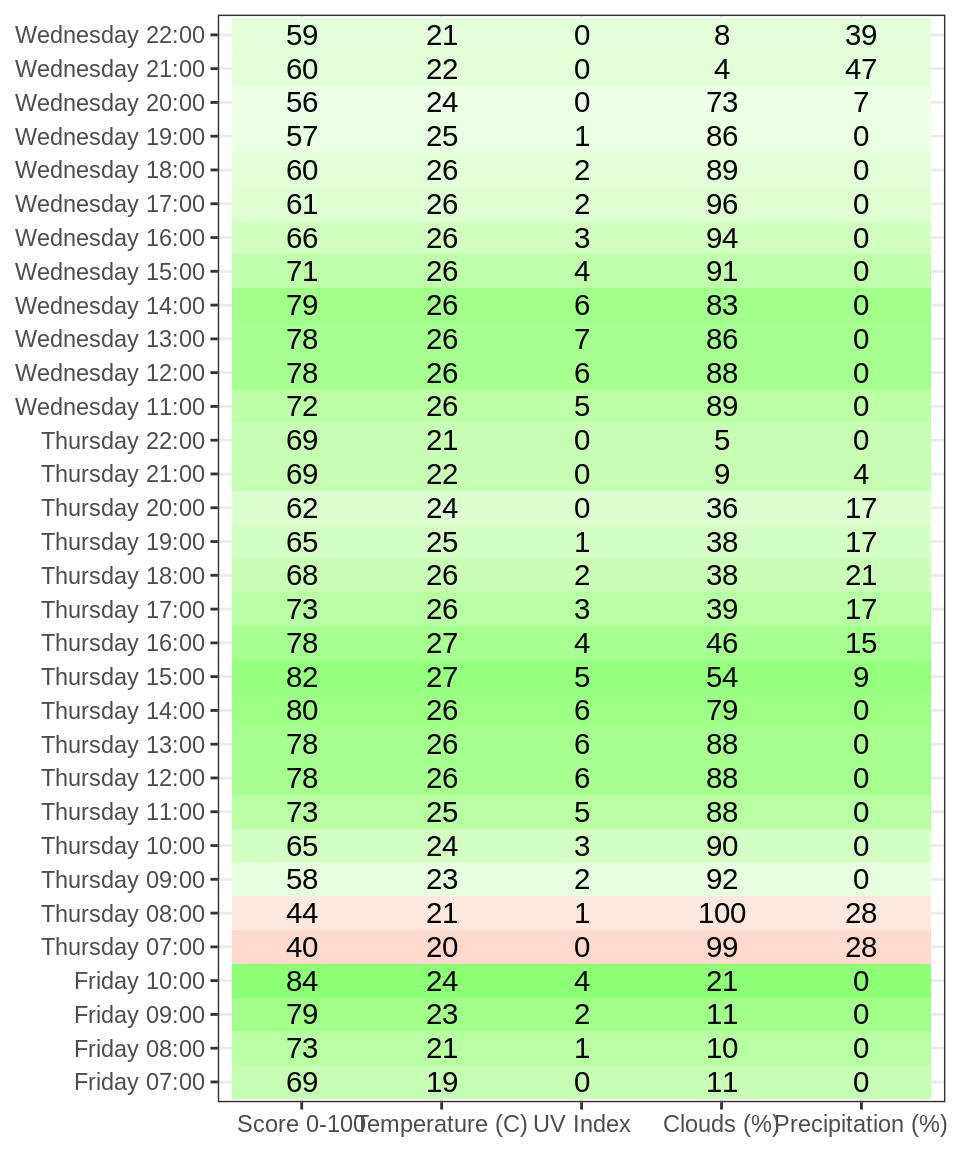 Wednesday 22:00 59 21 0 8 39
Wednesday 21:00 60 22 0 4 47
Wednesday 20:00 56 24 0 73 7
Wednesday 19:00 57 25 1 86 0
Wednesday 18:00 60 26 2 89 0
Wednesday 17:00 61 26 2 96 0
Wednesday 16:00 66 26 3 94 0
Wednesday 15:00 71 26 4 91 0
Wednesday 14:00 79 26 6 83 0
Wednesday 13:00 78 26 7 86 0
Wednesday 12:00 78 26 6 88 0
Wednesday 11:00 72 26 5 89 0
Thursday 22:00 69 21 0 5 0
Thursday 21:00 69 22 0 9 4
Thursday 20:00 62 24 0 36 17
Thursday 19:00 65 25 1 38 17
Thursday 18:00 68 26 2 38 21
Thursday 17:00 73 26 3 39 17
Thursday 16:00 78 27 4 46 15
Thursday 15:00 82 27 5 54 9
Thursday 14:00 80 26 6 79 0
Thursday 13:00 78 26 6 88 0
Thursday 12:00 78 26 6 88 0
Thursday 11:00 73 25 5 88 0
Thursday 10:00 65 24 3 90 0
Thursday 09:00 58 23 2 92 0
Thursday 08:00 44 21 1 100 28
Thursday 07:00 40 20 0 99 28
Friday 10:00 84 24 4 21 0
Friday 09:00 79 23 2 11 0
Friday 08:00 73 21 1 10 0
Friday 07:00 69 19 0 11 0
Score 0-100 Temperature (C) UV Index Clouds (%) Precipitation (%)